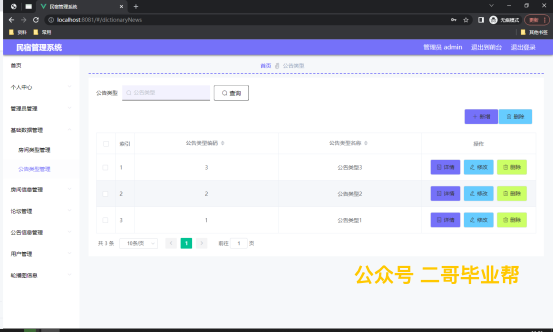 民宿管理系统
localhost:8081/#/dictionaryNews
无痕模式
更新
资料
常用
其他书签
民宿管理系统
管理员 admin
退出到前台
退出登录
首页
个人中心
管理员管理
基础数据管理
房间类型管理
公告类型管理
房间信息管理
论坛管理
公告信息管理
用户管理
轮播图信息
首页
公告类型
公告类型
公告类型
查询
新增
删除
索引
公告类型编码
公告类型名称
操作
1
3
公告类型3
详情
修改
删除
2
2
公告类型2
详情
修改
删除
3
1
公告类型1
详情
修改
删除
共 3 条
10条/页
1
前往
1
页
公众号 二哥毕业帮